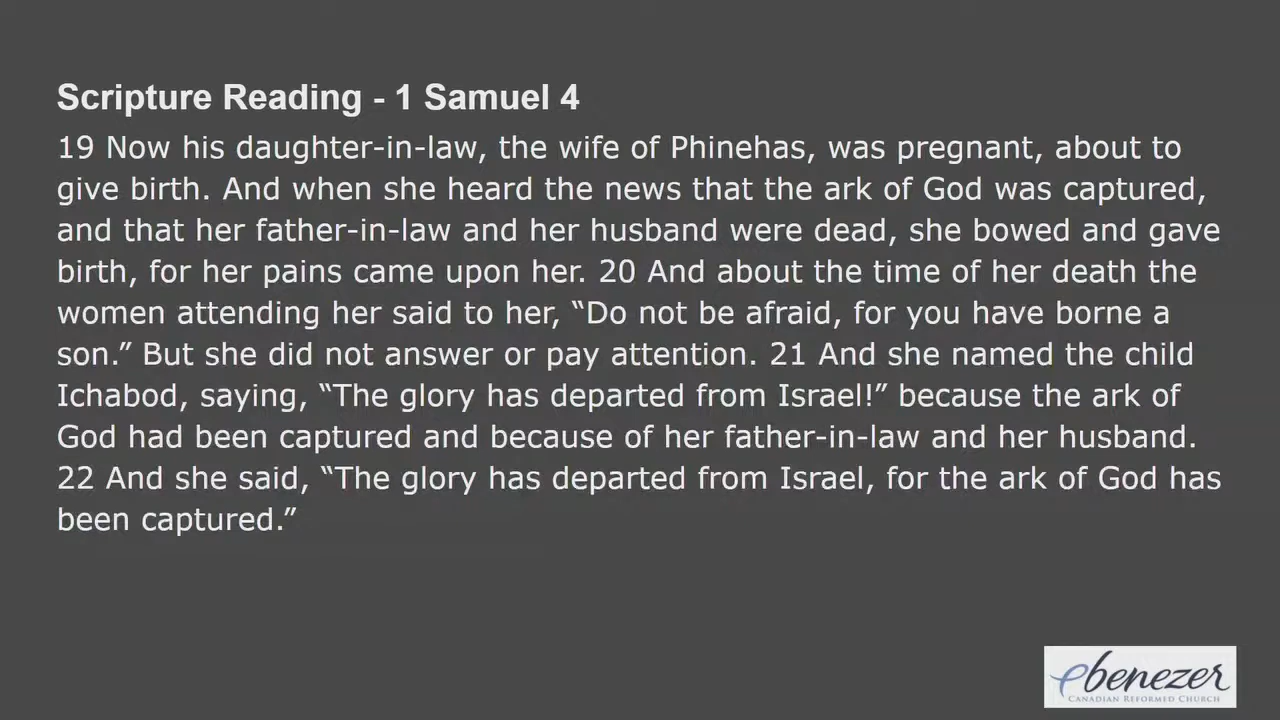 Scripture Reading - 1 Samuel 4
19 Now his daughter-in-law, the wife of Phinehas, was pregnant, about to
give birth. And when she heard the news that the ark of God was captured,
and that her father-in-law and her husband were dead, she bowed and gave
birth, for her pains came upon her. 20 And about the time of her death the
women attending her said to her, “Do not be afraid, for you have borne a
son.” But she did not answer or pay attention. 21 And she named the child
Ichabod, saying, “The glory has departed from Israel!” because the ark of
God had been captured and because of her father-in-law and her husband.
22 And she said, “The glory has departed from Israel, for the ark of God has
been captured.”
ebenezer
CANADIAN REFORMED CHURCH